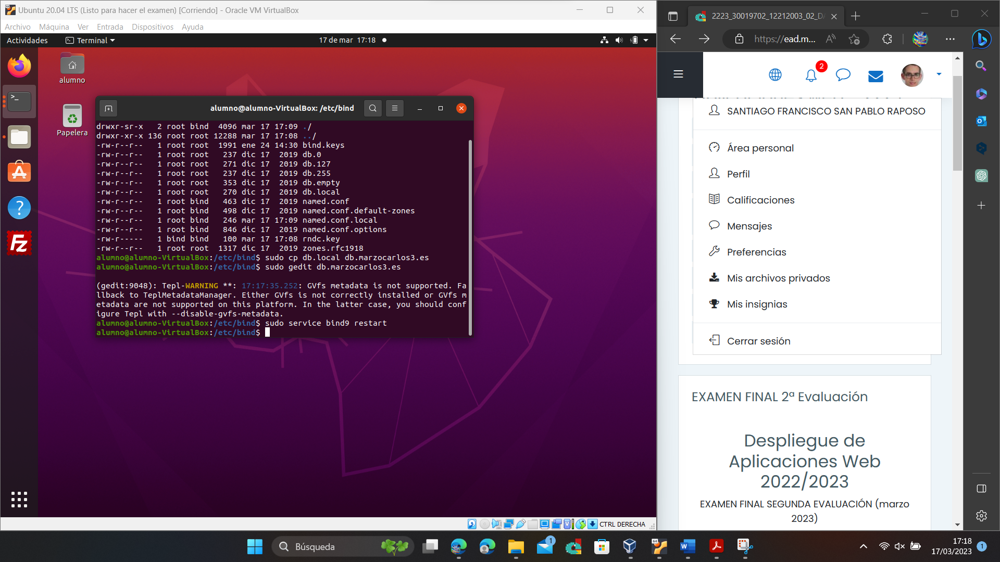 Ubuntu 20.04 LTS (Listo para hacer el examen) [Corriendo] - Oracle VM VirtualBox
Archivo Máquina Ver Entrada Dispositivos Ayuda
Actividades Terminal 17 de mar 17:18
alumno
Papelera
alumno@alumno-VirtualBox: /etc/bind
drwxr-sr-x   2 root bind  4096 mar 17 17:09 ./
drwxr-xr-x 136 root root 12288 mar 17 17:08 ../
-rw-r--r--   1 root root  1991 ene 24 14:30 bind.keys
-rw-r--r--   1 root root   237 dic 17  2019 db.0
-rw-r--r--   1 root root   271 dic 17  2019 db.127
-rw-r--r--   1 root root   237 dic 17  2019 db.255
-rw-r--r--   1 root root   353 dic 17  2019 db.empty
-rw-r--r--   1 root root   270 dic 17  2019 db.local
-rw-r--r--   1 root bind   463 dic 17  2019 named.conf
-rw-r--r--   1 root bind   498 dic 17  2019 named.conf.default-zones
-rw-r--r--   1 root bind   246 mar 17 17:09 named.conf.local
-rw-r--r--   1 root bind   846 dic 17  2019 named.conf.options
-rw-r-----   1 bind bind   100 mar 17 17:08 rndc.key
-rw-r--r--   1 root root  1317 dic 17  2019 zones.rfc1918
alumno@alumno-VirtualBox:/etc/bind$ sudo cp db.local db.marzocarlos3.es
alumno@alumno-VirtualBox:/etc/bind$ sudo gedit db.marzocarlos3.es
(gedit:9048): Tepl-WARNING **: 17:17:35.252: GVfs metadata is not supported. Fa
llback to TeplMetadataManager. Either GVfs is not correctly installed or GVfs m
etadata are not supported on this platform. In the latter case, you should conf
igure Tepl with --disable-gvfs-metadata.
alumno@alumno-VirtualBox:/etc/bind$ sudo service bind9 restart
alumno@alumno-VirtualBox:/etc/bind$
CTRL DERECHA
2223_30019702_12212003_02_DA
https://ead.m...
2
SANTIAGO FRANCISCO SAN PABLO RAPOSO
Área personal
Perfil
Calificaciones
Mensajes
Preferencias
Mis archivos privados
Mis insignias
Cerrar sesión
EXAMEN FINAL 2ª Evaluación
Despliegue de
Aplicaciones Web
2022/2023
EXAMEN FINAL SEGUNDA EVALUACIÓN (marzo
2023)
Búsqueda
1
17:18
17/03/2023
1